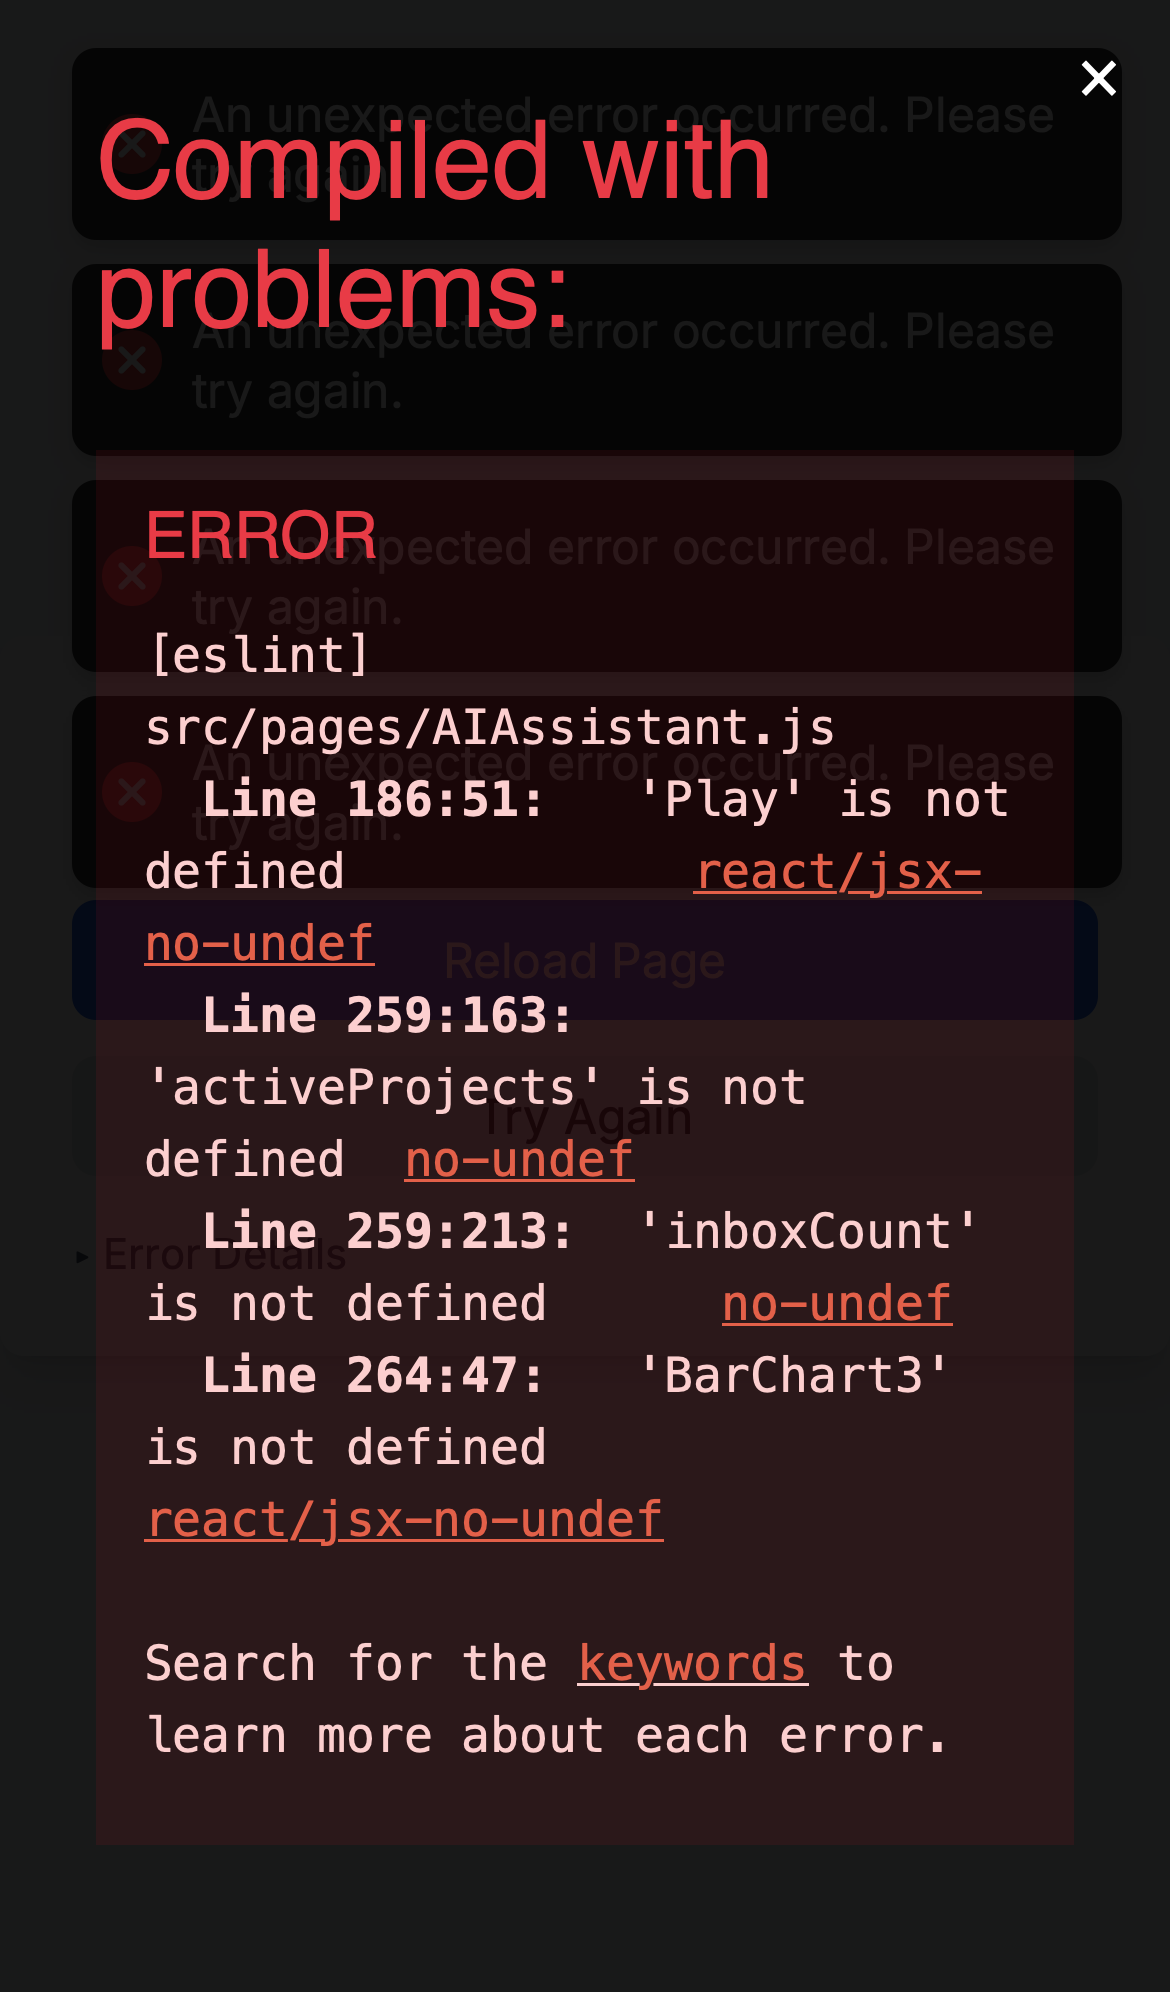 An unexpected error occurred. Please
try again.
Compiled with
problems:
An unexpected error occurred. Please
try again.
ERROR
An unexpected error occurred. Please
try again.
[eslint]
src/pages/AIAssistant.js
An unexpected error occurred. Please
try again.
Line 186:51:   'Play' is not
defined   react/jsx-
no-undef
Reload Page
Line 259:163:
'activeProjects' is not
defined  no-undef
Try Again
Line 259:213:  'inboxCount'
▸ Error Details
is not defined   no-undef
Line 264:47:   'BarChart3'
is not defined
react/jsx-no-undef
Search for the keywords to
learn more about each error.